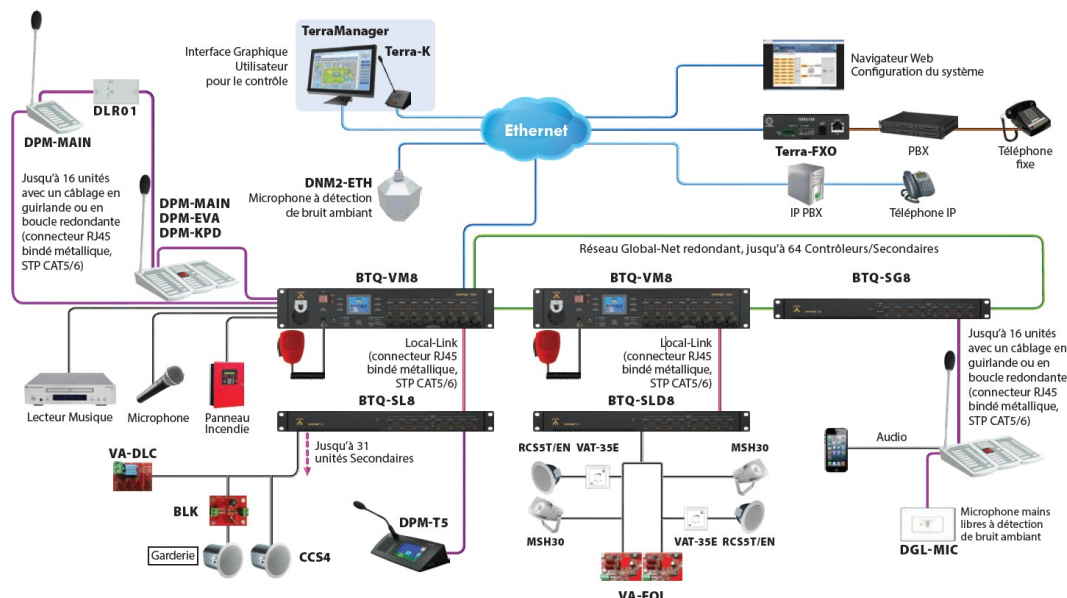 TerraManager
Terra-K
Interface Graphique
Utilisateur
pour le contrôle
Navigateur Web
Configuration du système
DLR01
DPM-MAIN
Ethernet
Terra-FXO
PBX
Téléphone
fixe
Jusqu'à 16 unités
avec un câblage en
guirlande ou en
boucle redondante
(connecteur RJ45
bindé métallique,
STP CAT5/6)
DNM2-ETH
Microphone à détection
de bruit ambiant
IP PBX
Téléphone IP
DPM-MAIN
DPM-EVA
DPM-KPD
Réseau Global-Net redondant, jusqu'à 64 Contrôleurs/Secondaires
BTQ-VM8
BTQ-VM8
BTQ-SG8
Local-Link
(connecteur RJ45
bindé métallique,
STP CAT5/6)
Local-Link
(connecteur RJ45
bindé métallique,
STP CAT5/6)
Jusqu'à 16 unités
avec un câblage en
guirlande ou en
boucle redondante
(connecteur RJ45
bindé métallique,
STP CAT5/6)
Lecteur Musique
Microphone
Panneau
Incendie
BTQ-SL8
BTQ-SLD8
Jusqu'à 31
unités Secondaires
Audio
VA-DLC
RCS5T/EN
VAT-35E
MSH30
BLK
DPM-T5
Garderie
CCS4
MSH30
VAT-35E
RCS5T/EN
Microphone mains
libres à détection
de bruit ambiant
DGL-MIC
VA-EOL